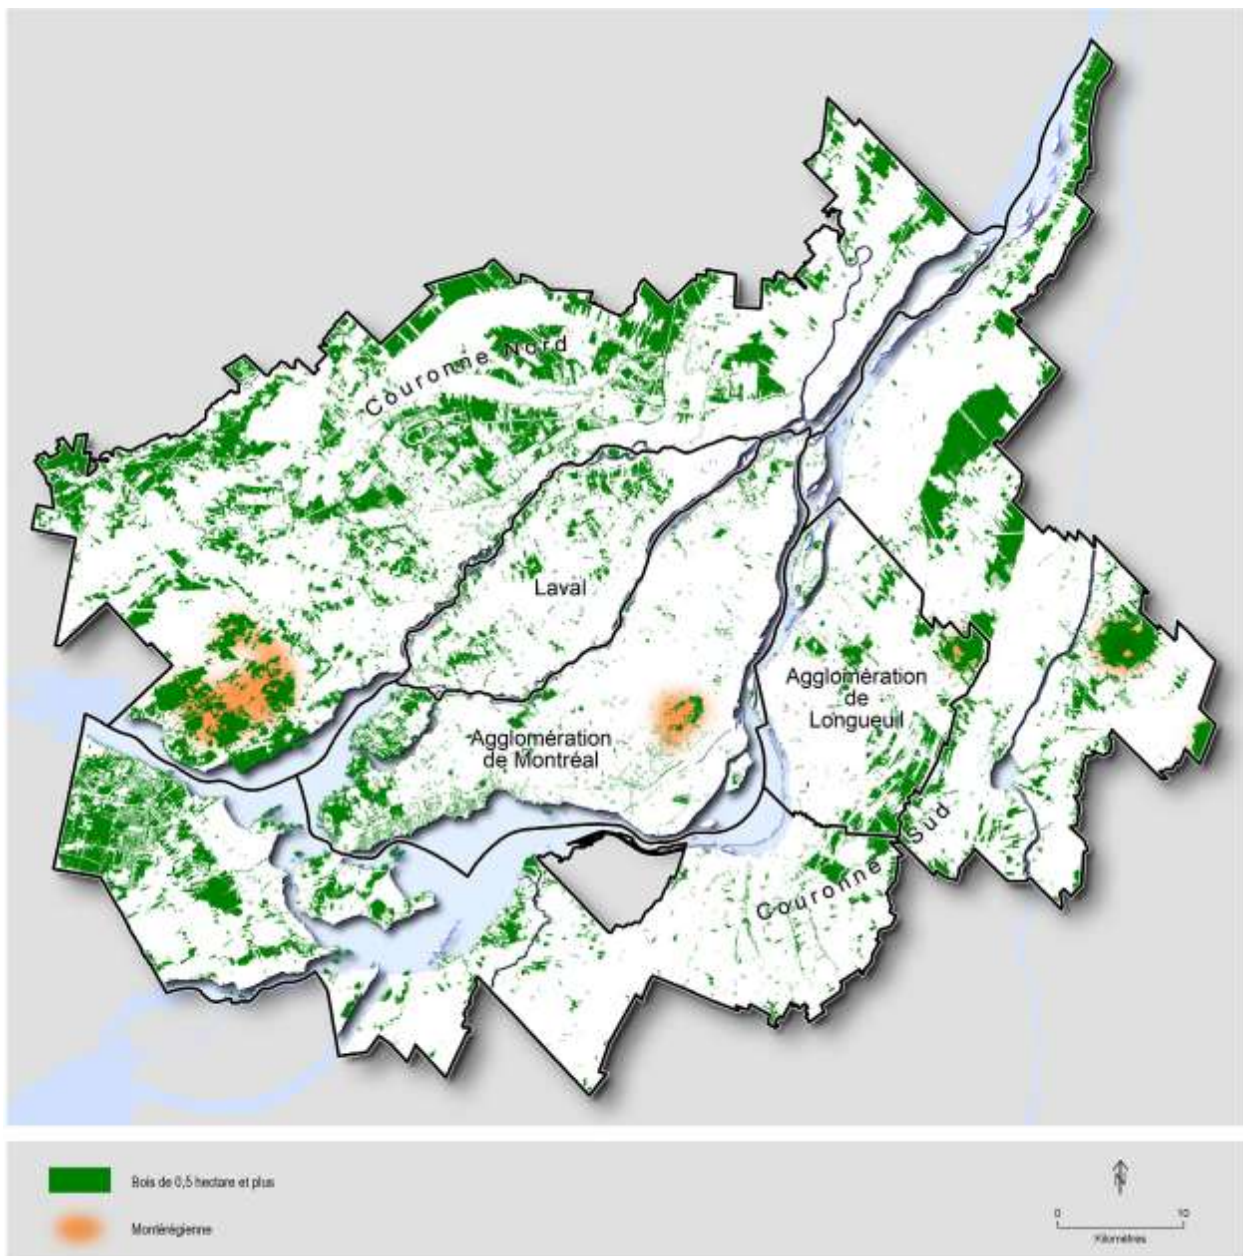 Couronne Nord
Laval
Agglomération
de
Longueuil
Agglomération
de Montréal
Couronne Sud
Bois de 0,5 hectare et plus
Montérégienne
0 10
Kilomètres